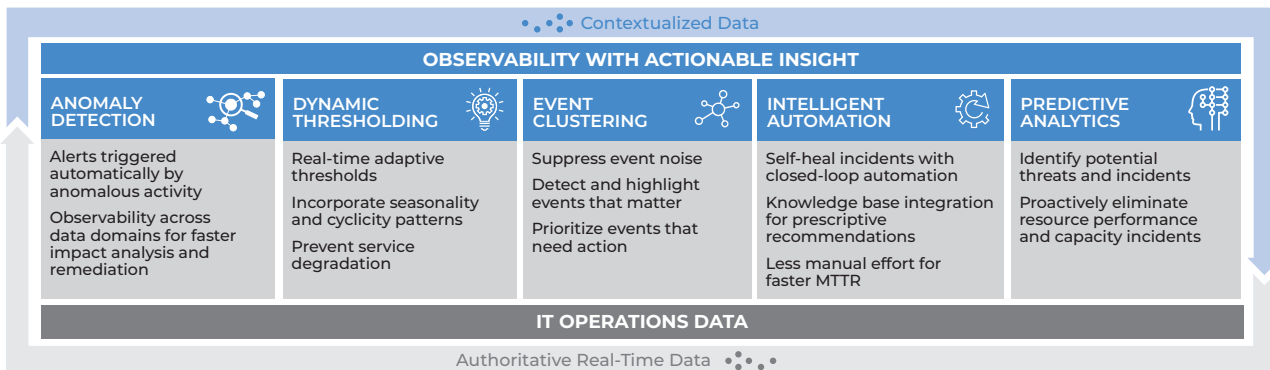 Contextualized Data
OBSERVABILITY WITH ACTIONABLE INSIGHT
ANOMALY
DETECTION
Alerts triggered
automatically by
anomalous activity
Observability across
data domains for faster
impact analysis and
remediation
DYNAMIC
THRESHOLDING
Real-time adaptive
thresholds
Incorporate seasonality
and cyclicity patterns
Prevent service
degradation
EVENT
CLUSTERING
Suppress event noise
Detect and highlight
events that matter
Prioritize events that
need action
INTELLIGENT
AUTOMATION
Self-heal incidents with
closed-loop automation
Knowledge base integration
for prescriptive
recommendations
Less manual effort for
faster MTTR
PREDICTIVE
ANALYTICS
Identify potential
threats and incidents
Proactively eliminate
resource performance
and capacity incidents
IT OPERATIONS DATA
Authoritative Real-Time Data